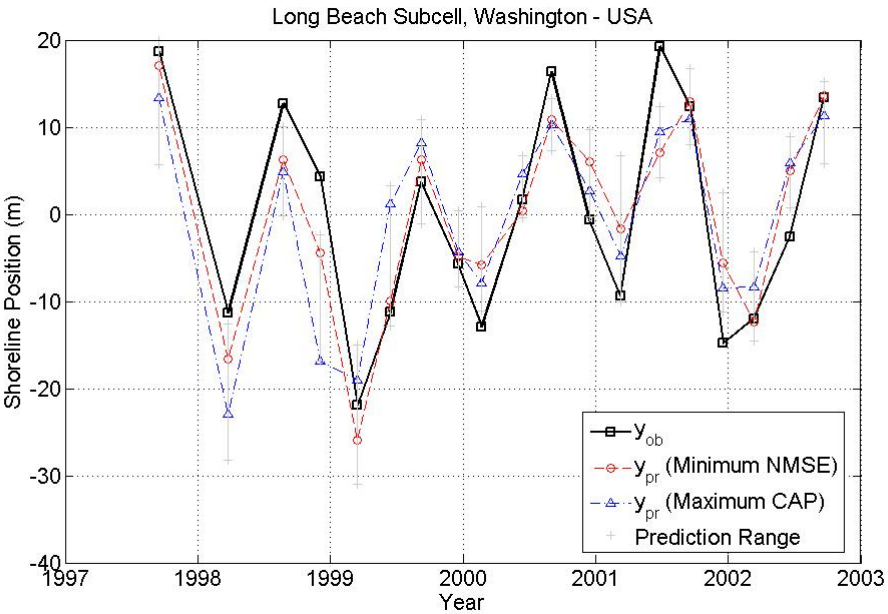 Long Beach Subcell, Washington - USA
20
10
0
-10
-20
-30
-40
Shoreline Position (m)
1997 1998 1999 2000 2001 2002 2003
Year
yob
ypr (Minimum NMSE)
ypr (Maximum CAP)
Prediction Range